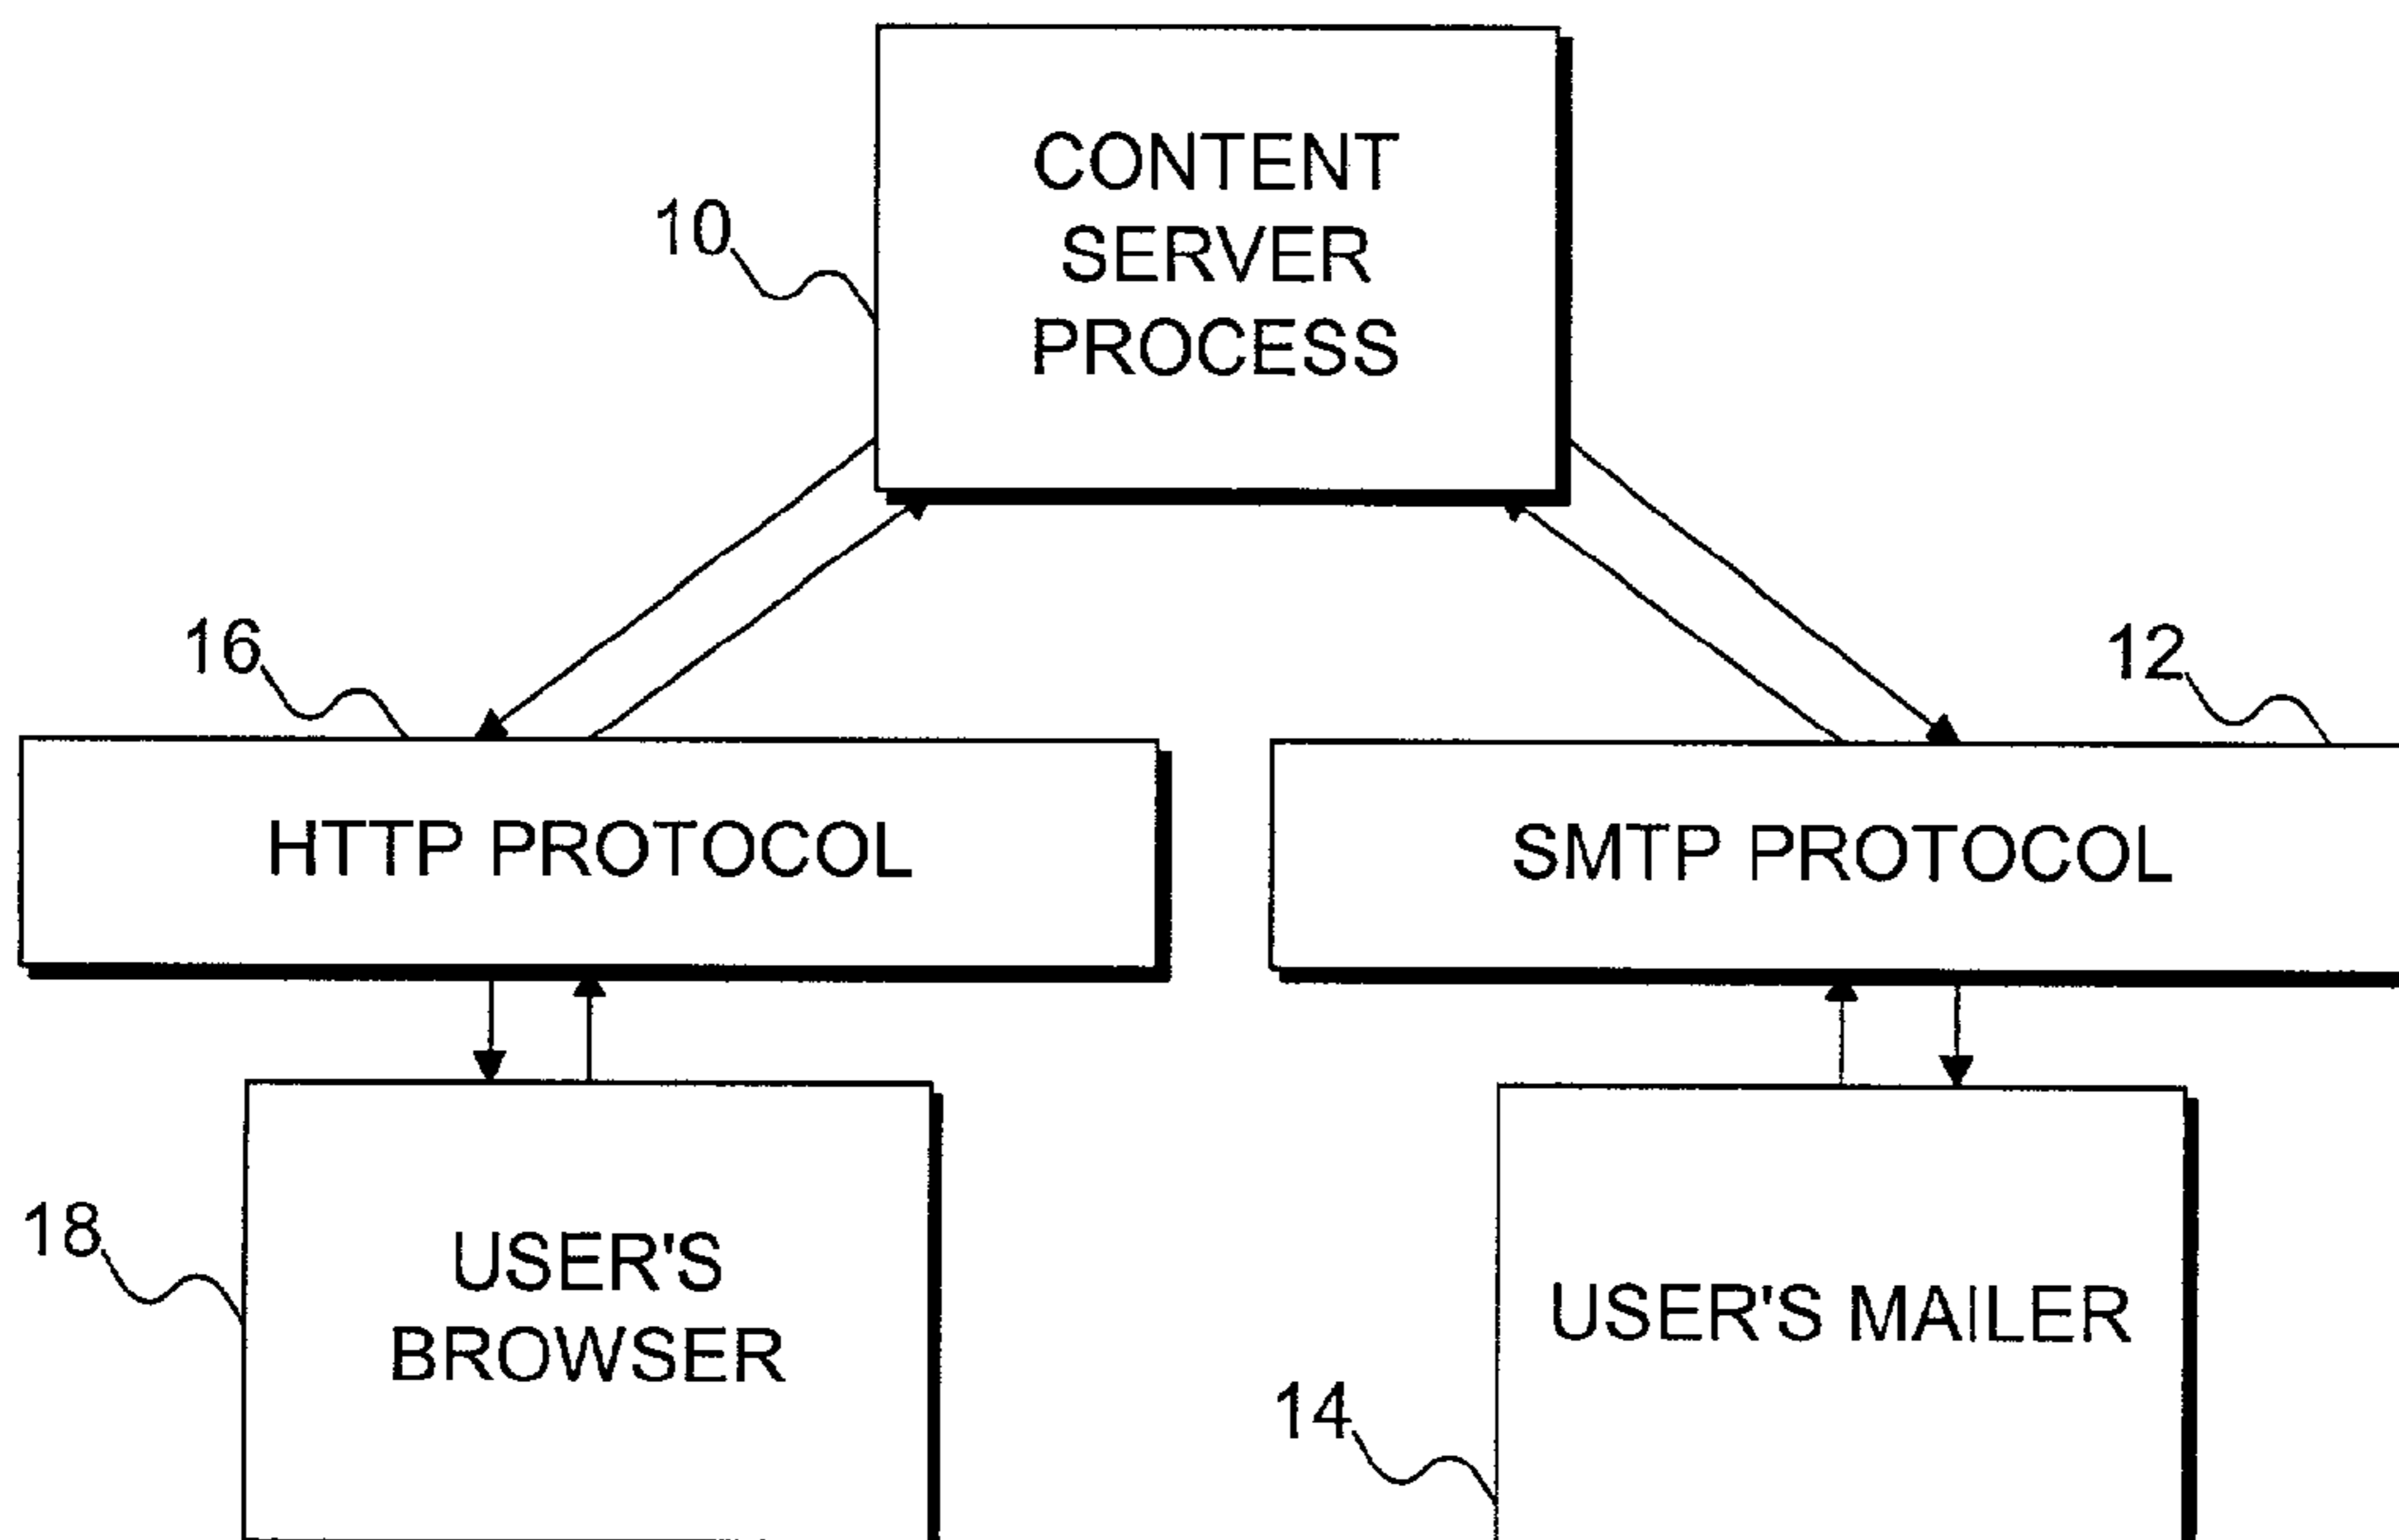 CONTENT
SERVER
PROCESS
10
16
12
HTTP PROTOCOL
SMTP PROTOCOL
18
USER'S
BROWSER
USER'S MAILER
14